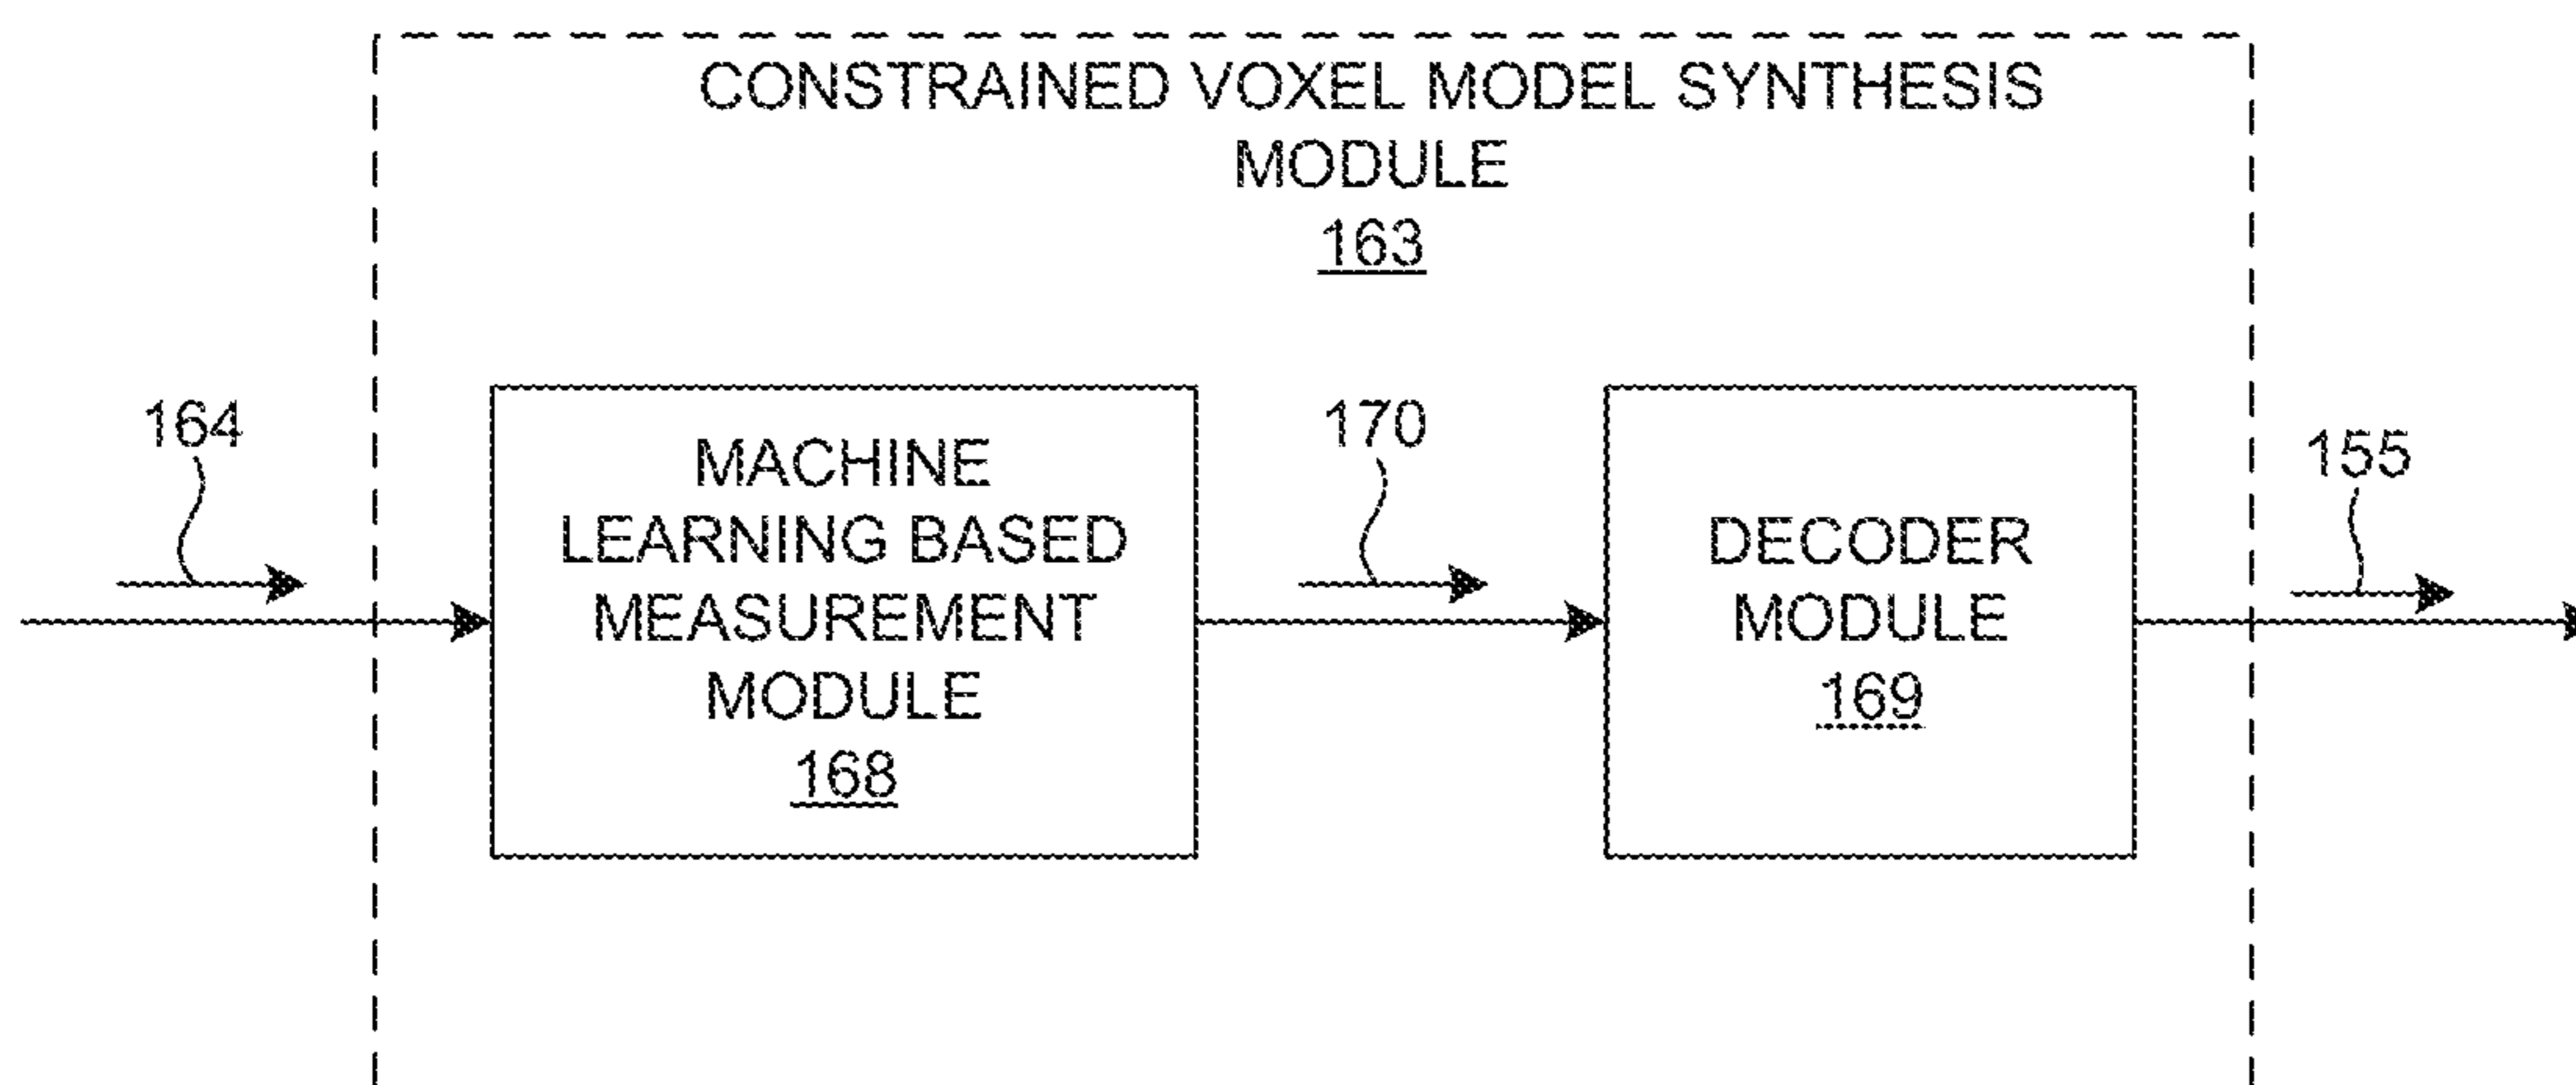 CONSTRAINED VOXEL MODEL SYNTHESIS
MODULE
163
164
MACHINE
LEARNING BASED
MEASUREMENT
MODULE
168
170
DECODER
MODULE
169
155